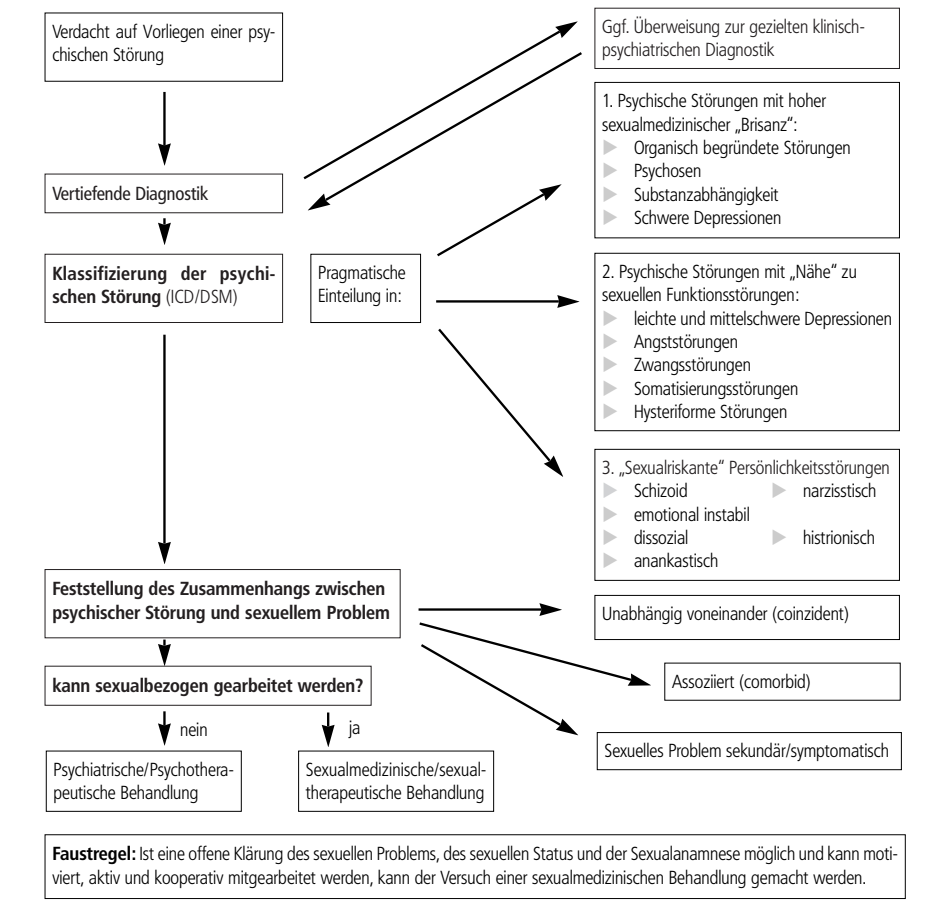 Verdacht auf Vorliegen einer psy-
chischen Störung
Ggf. Überweisung zur gezielten klinisch-
psychiatrischen Diagnostik
Vertiefende Diagnostik
1. Psychische Störungen mit hoher
sexualmedizinischer „Brisanz“:
Organisch begründete Störungen
Psychosen
Substanzabhängigkeit
Schwere Depressionen
Klassifizierung der psychi-
schen Störung (ICD/DSM)
Pragmatische
Einteilung in:
2. Psychische Störungen mit „Nähe“ zu
sexuellen Funktionsstörungen:
leichte und mittelschwere Depressionen
Angststörungen
Zwangsstörungen
Somatisierungsstörungen
Hysteriforme Störungen
3. „Sexualriskante“ Persönlichkeitsstörungen
Schizoid narzisstisch
emotional instabil
dissozial histrionisch
anankastisch
Feststellung des Zusammenhangs zwischen
psychischer Störung und sexuellem Problem
Unabhängig voneinander (coinzident)
Assoziiert (comorbid)
Sexuelles Problem sekundär/symptomatisch
kann sexualbezogen gearbeitet werden?
nein ja
Psychiatrische/Psychothera-
peutische Behandlung
Sexualmedizinische/sexual-
therapeutische Behandlung
Faustregel: Ist eine offene Klärung des sexuellen Problems, des sexuellen Status und der Sexualanamnese möglich und kann moti-
viert, aktiv und kooperativ mitgearbeitet werden, kann der Versuch einer sexualmedizinischen Behandlung gemacht werden.